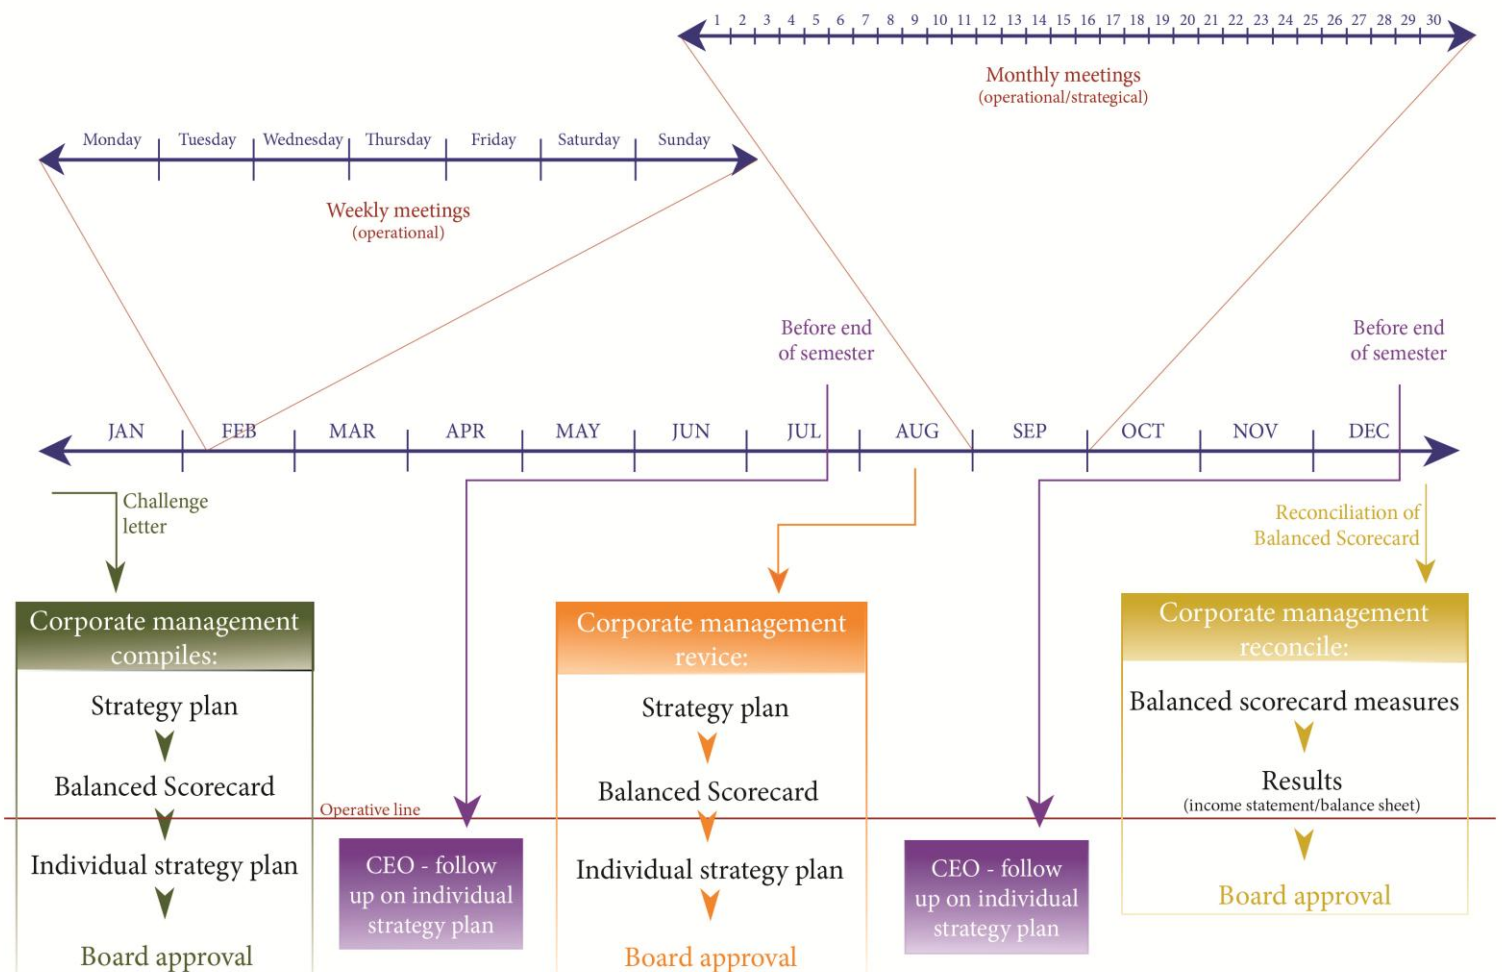 1 2 3 4 5 6 7 8 9 10 11 12 13 14 15 16 17 18 19 20 21 22 23 25 26 27 28 29 30
Monthly meetings
(operational/strategical)
Monday Tuesday Wednesday Thursday Friday Saturday Sunday
Weekly meetings
(operational)
Before end
of semester
Before end
of semester
JAN FEB MAR APR MAY JUN JUL AUG SEP OCT NOV DEC
Challenge
letter
Reconciliation of
Balanced Scorecard
Corporate management
compiles:
Strategy plan
Balanced Scorecard
Individual strategy plan
Board approval
Operative line
CEO - follow
up on individual
strategy plan
Corporate management
revice:
Strategy plan
Balanced Scorecard
Individual strategy plan
Board approval
CEO - follow
up on individual
strategy plan
Corporate management
reconcile:
Balanced scorecard measures
Results
(income statement/balance sheet)
Board approval